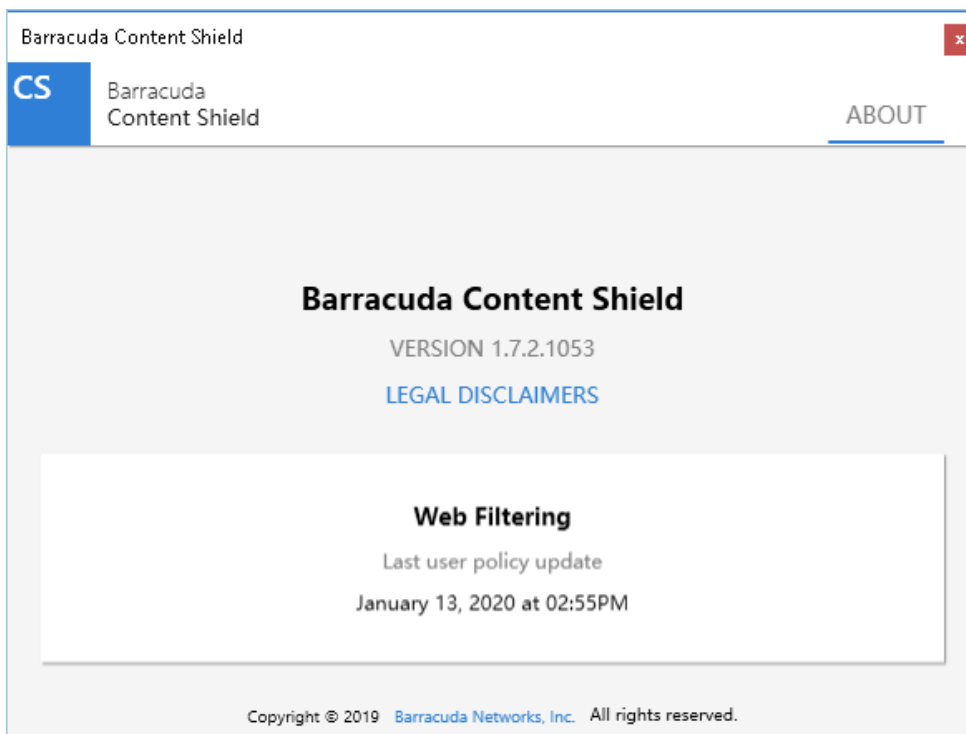 Barracuda Content Shield
x
CS
Barracuda
Content Shield
ABOUT
Barracuda Content Shield
VERSION 1.7.2.1053
LEGAL DISCLAIMERS
Web Filtering
Last user policy update
January 13, 2020 at 02:55PM
Copyright © 2019 Barracuda Networks, Inc. All rights reserved.